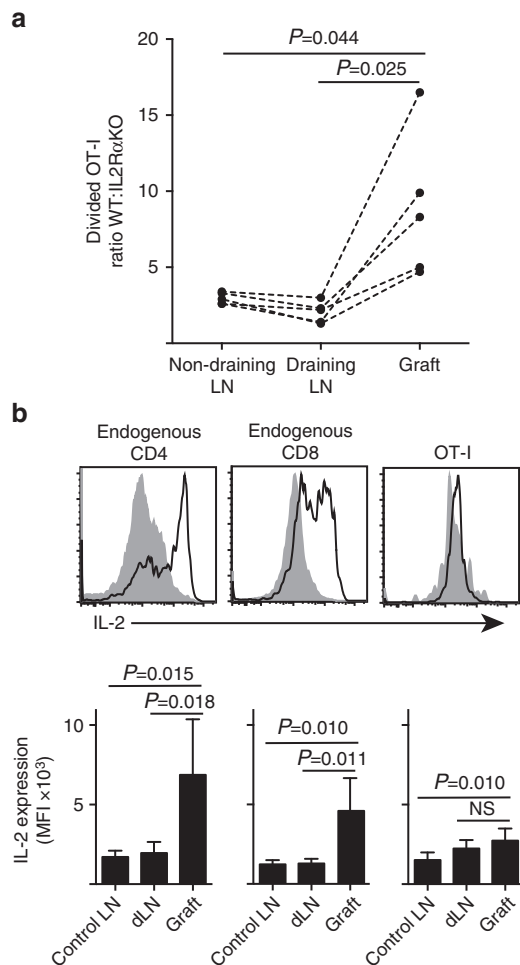 a
20
15
10
5
Divided OT-I
ratio WT:IL2RαKO
P=0.044
P=0.025
Non-draining
LN
Draining
LN
Graft
b
Endogenous
CD4
Endogenous
CD8
OT-I
IL-2
IL-2 expression
(MFI ×10³)
10
5
P=0.015
P=0.018
P=0.010
P=0.011
P=0.010
NS
Control LN
dLN
Graft
Control LN
dLN
Graft
Control LN
dLN
Graft